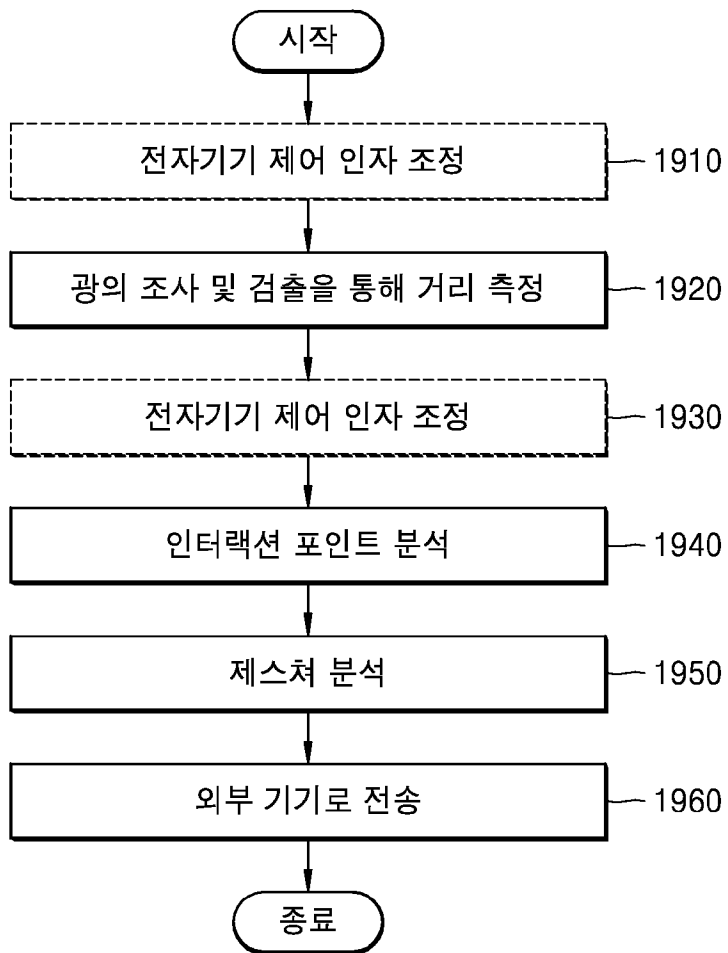 시작
전자기기 제어 인자 조정 1910
광의 조사 및 검출을 통해 거리 측정 1920
전자기기 제어 인자 조정 1930
인터랙션 포인트 분석 1940
제스쳐 분석 1950
외부 기기로 전송 1960
종료